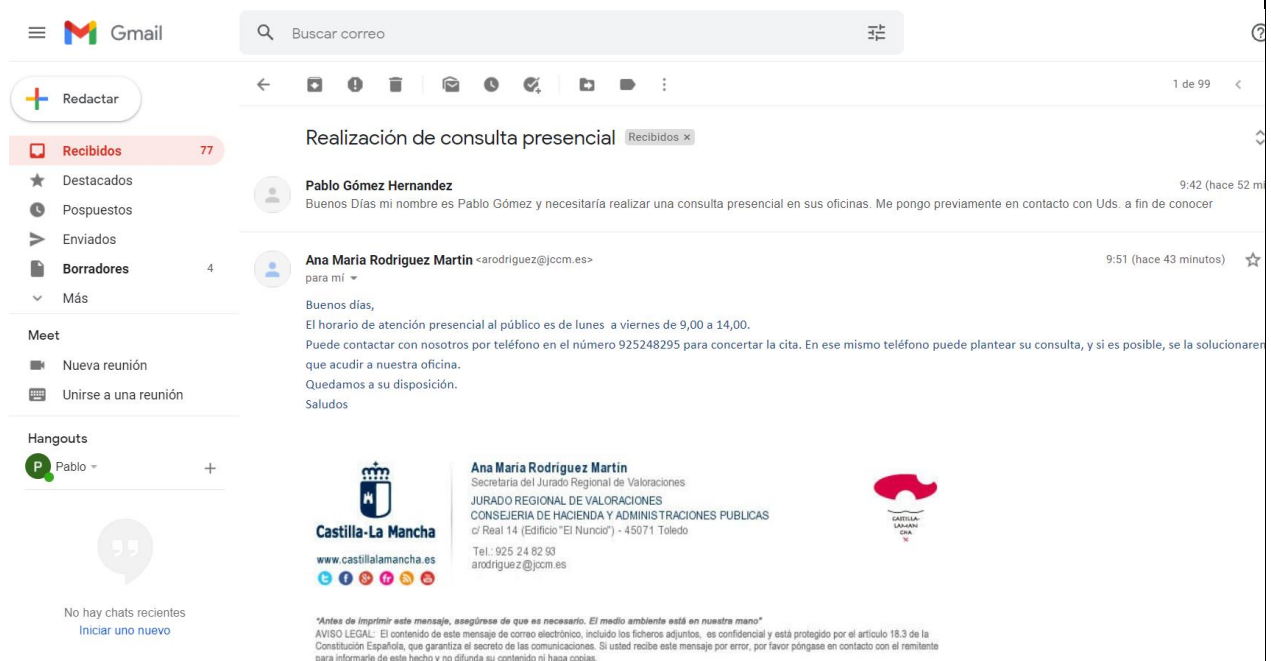 Gmail
Buscar correo
Redactar
1 de 99
Recibidos 77
Destacados
Pospuestos
Enviados
Borradores 4
Más
Meet
Nueva reunión
Unirse a una reunión
Hangouts
P Pablo
No hay chats recientes
Iniciar uno nuevo
Realización de consulta presencial Recibidos ×
Pablo Gómez Hernandez 9:42 (hace 52 mi
Buenos Días mi nombre es Pablo Gómez y necesitaría realizar una consulta presencial en sus oficinas. Me pongo previamente en contacto con Uds. a fin de conocer
Ana Maria Rodriguez Martin <arodriguez@jccm.es> 9:51 (hace 43 minutos)
para mí
Buenos días,
El horario de atención presencial al público es de lunes a viernes de 9,00 a 14,00.
Puede contactar con nosotros por teléfono en el número 925248295 para concertar la cita. En ese mismo teléfono puede plantear su consulta, y si es posible, se la solucionaren
que acudir a nuestra oficina.
Quedamos a su disposición.
Saludos
Castilla-La Mancha
www.castillalamancha.es
Ana María Rodríguez Martin
Secretaria del Jurado Regional de Valoraciones
JURADO REGIONAL DE VALORACIONES
CONSEJERIA DE HACIENDA Y ADMINISTRACIONES PUBLICAS
c/ Real 14 (Edificio "El Nuncio") - 45071 Toledo
Tel.: 925 24 82 93
arodriguez@jccm.es
CASTILLA-
LAMAN
CHA
"Antes de imprimir este mensaje, asegúrese de que es necesario. El medio ambiente está en nuestra mano"
AVISO LEGAL: El contenido de este mensaje de correo electrónico, incluido los ficheros adjuntos, es confidencial y está protegido por el artículo 18.3 de la
Constitución Española, que garantiza el secreto de las comunicaciones. Si usted recibe este mensaje por error, por favor póngase en contacto con el remitente
para informarle de este hecho y no difunda su contenido ni haga copias.